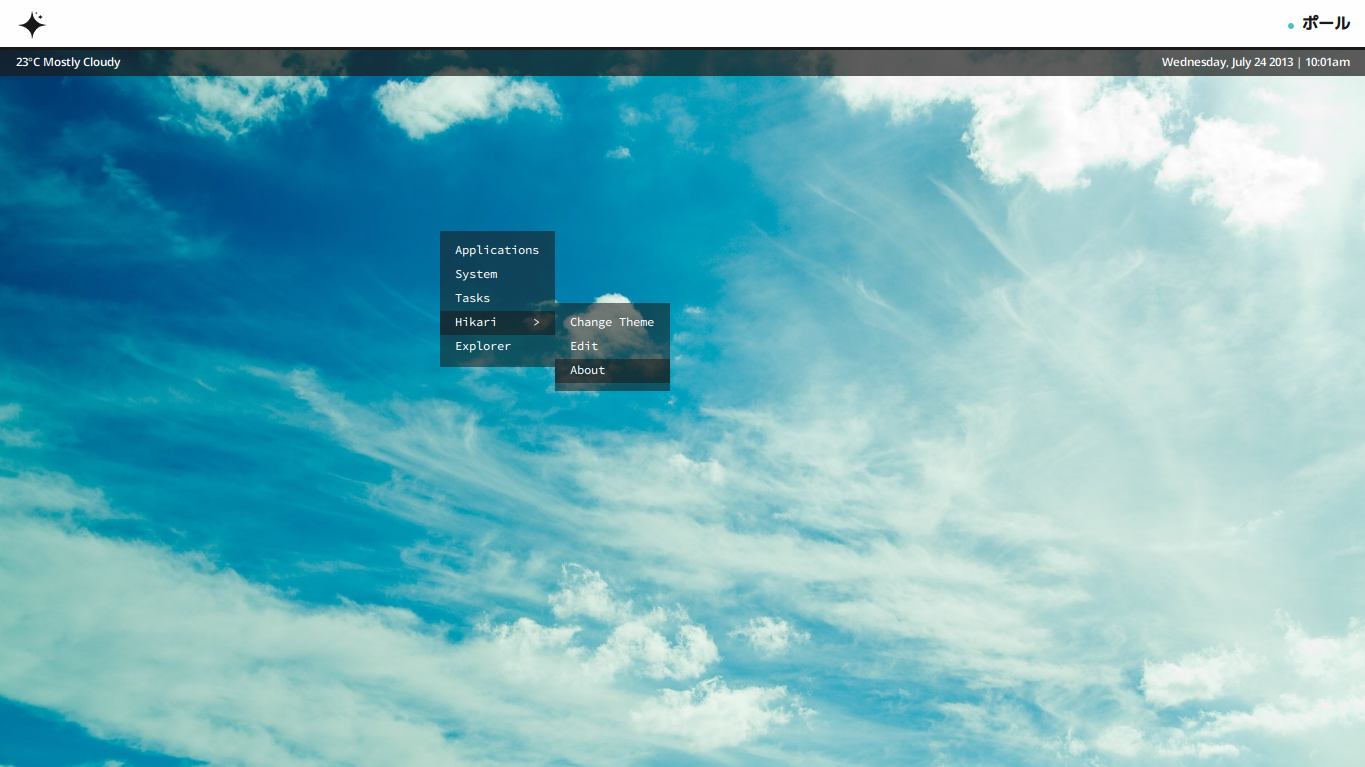 ポール
23°C Mostly Cloudy
Wednesday, July 24 2013 | 10:01am
Applications
System
Tasks
Hikari >
Explorer
Change Theme
Edit
About